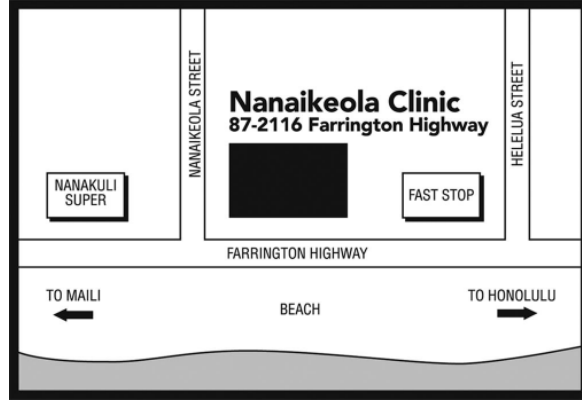 NANAIKEOLA STREET
HELELUA STREET
Nanaikeola Clinic
87-2116 Farrington Highway
NANAKULI
SUPER
FAST STOP
FARRINGTON HIGHWAY
TO MAILI
BEACH
TO HONOLULU